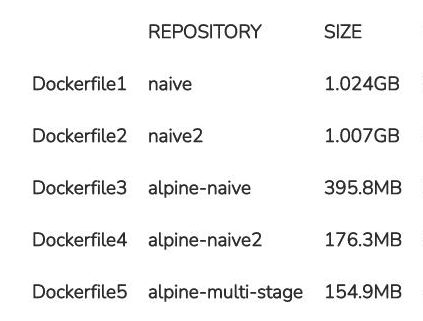 REPOSITORY SIZE
Dockerfile1 naive 1.024GB
Dockerfile2 naive2 1.007GB
Dockerfile3 alpine-naive 395.8MB
Dockerfile4 alpine-naive2 176.3MB
Dockerfile5 alpine-multi-stage 154.9MB